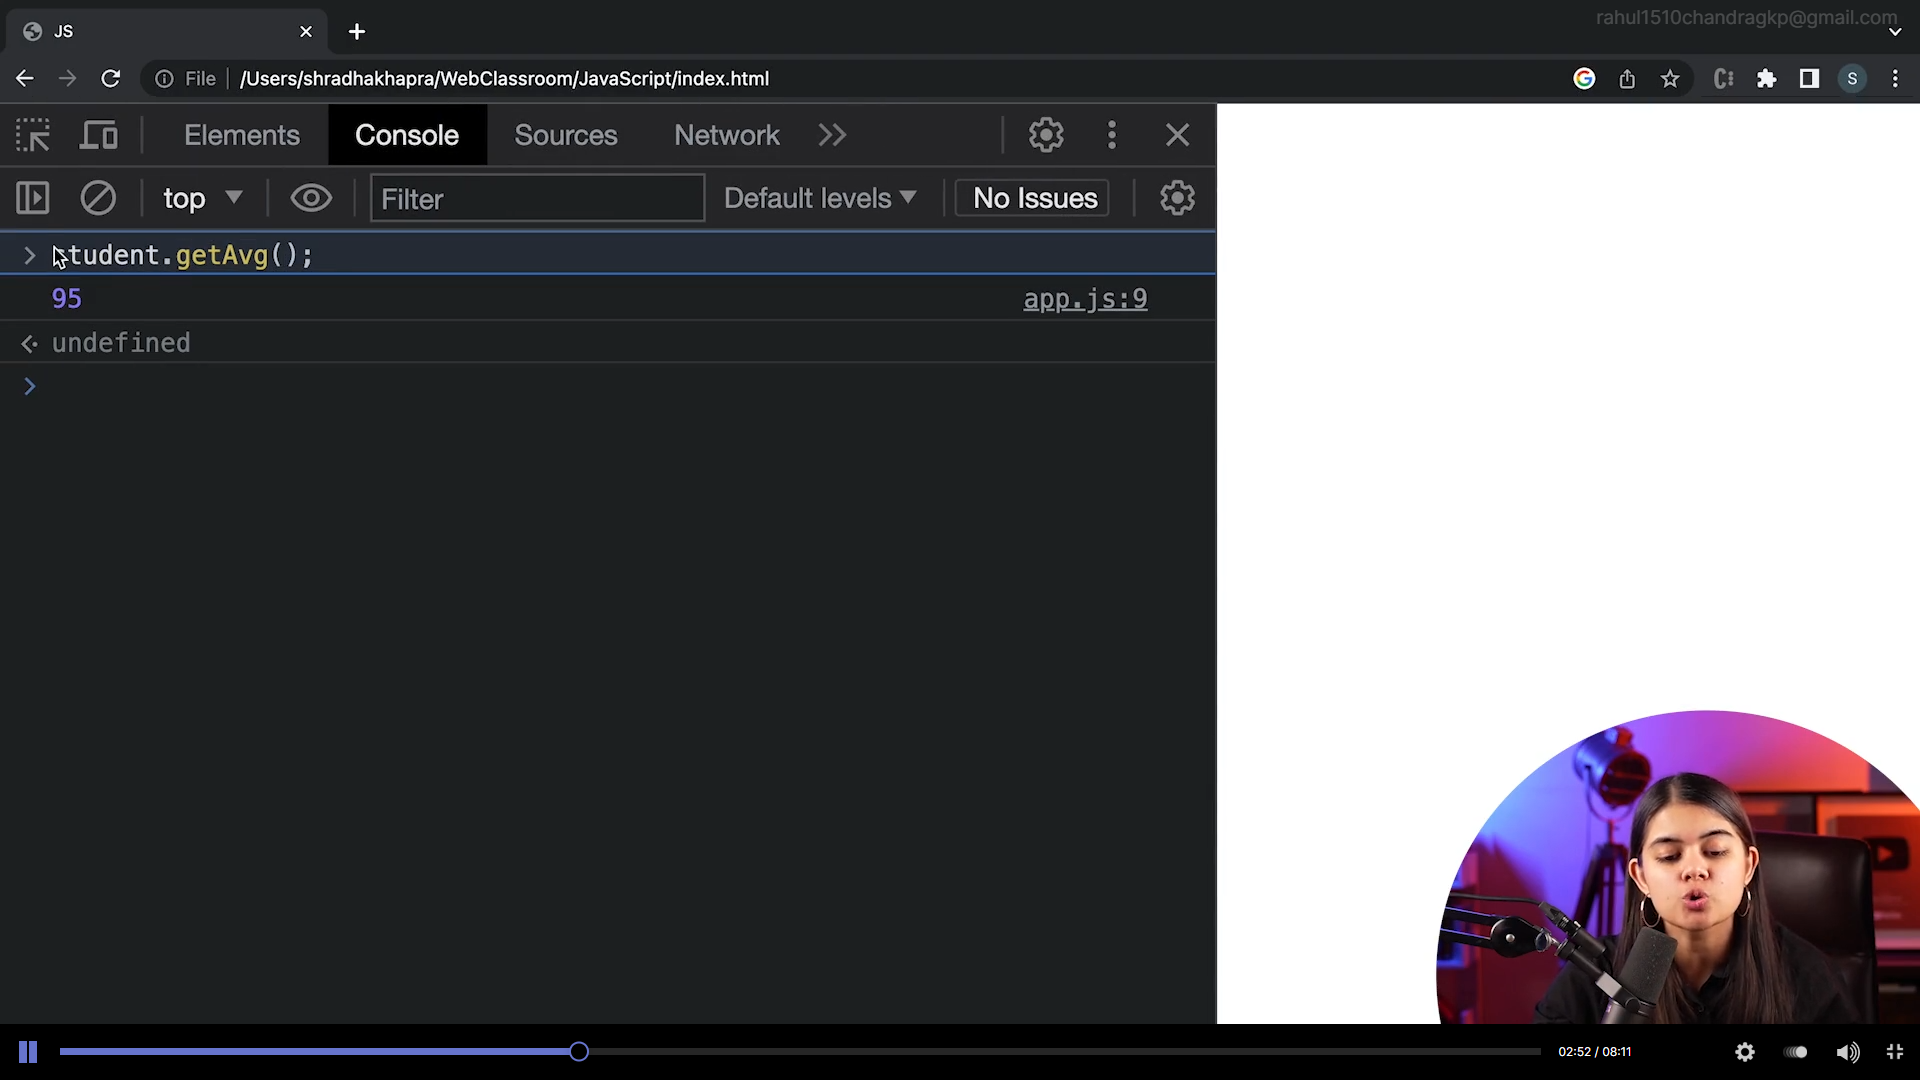 rahul1510chandragkp@gmail.com
JS
File /Users/shradhakhapra/WebClassroom/JavaScript/index.html
S
Elements Console Sources Network
top Filter Default levels No Issues
student.getAvg();
95 app.js:9
undefined
02:52 / 08:11